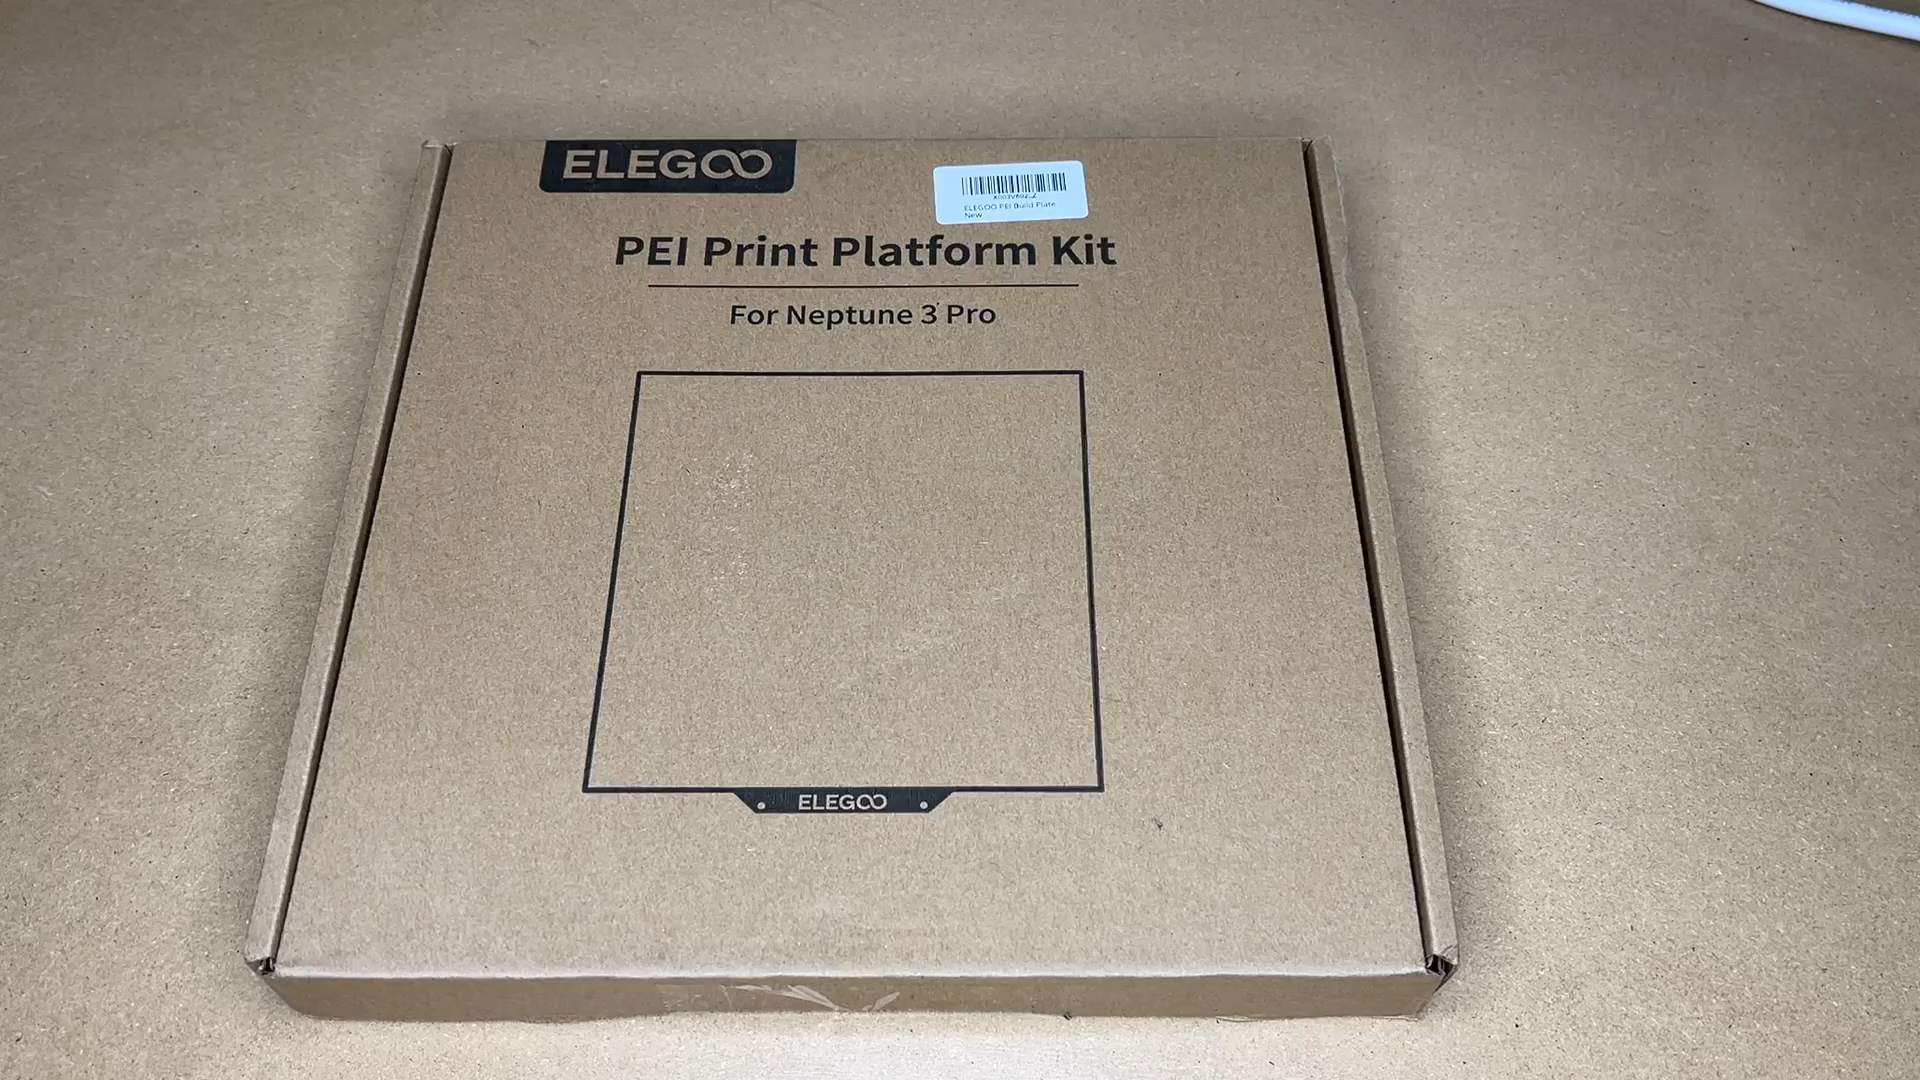 ELEGOO
ELEGOO PEI Build Plate
New
PEI Print Platform Kit
For Neptune 3 Pro
ELEGOO